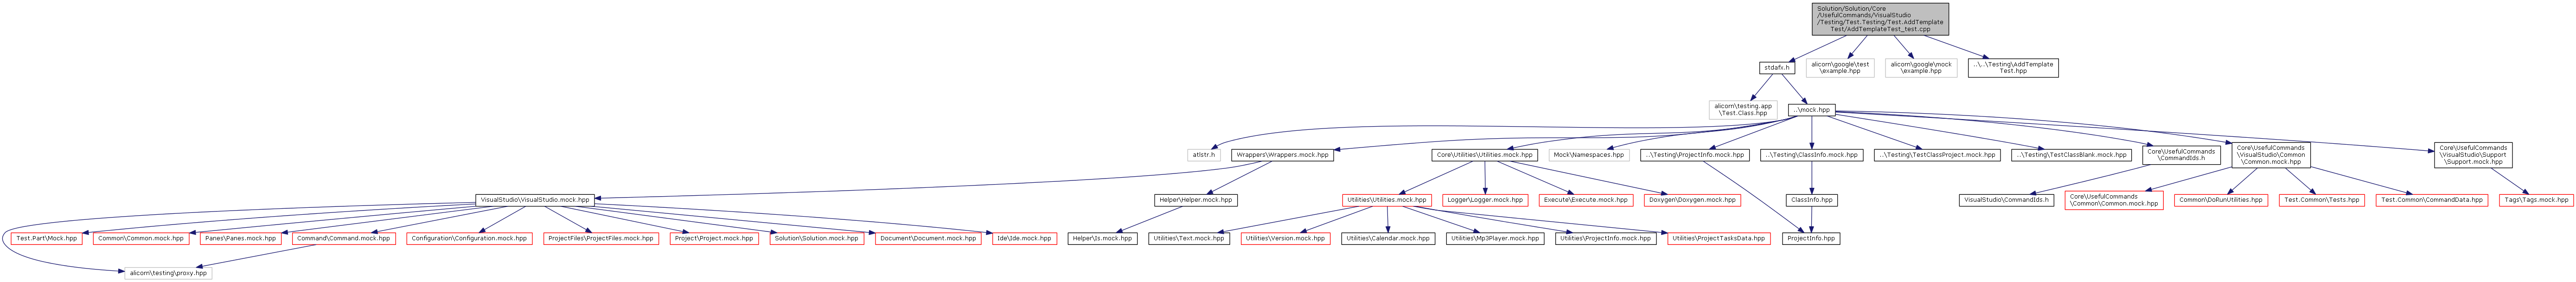 Solution/Solution/Core
/UsefulCommands/VisualStudio
/Testing/Test.Testing/Test.AddTemplate
Test/AddTemplateTest_test.cpp
stdafx.h
alicorn\google\test
\example.hpp
alicorn\google\mock
\example.hpp
..\..\Testing\AddTemplate
Test.hpp
alicorn\testing.app
\Test.Class.hpp
..\mock.hpp
atlstr.h
Wrappers\Wrappers.mock.hpp
Core\Utilities\Utilities.mock.hpp
Mock\Namespaces.hpp
..\Testing\ProjectInfo.mock.hpp
..\Testing\ClassInfo.mock.hpp
..\Testing\TestClassProject.mock.hpp
..\Testing\TestClassBlank.mock.hpp
Core\UsefulCommands
\CommandIds.h
Core\UsefulCommands
\VisualStudio\Common
\Common.mock.hpp
Core\UsefulCommands
\VisualStudio\Support
\Support.mock.hpp
VisualStudio\VisualStudio.mock.hpp
Helper\Helper.mock.hpp
Utilities\Utilities.mock.hpp
Logger\Logger.mock.hpp
Execute\Execute.mock.hpp
Doxygen\Doxygen.mock.hpp
ClassInfo.hpp
VisualStudio\CommandIds.h
Core\UsefulCommands
\Common\Common.mock.hpp
Common\DoRunUtilities.hpp
Test.Common\Tests.hpp
Test.Common\CommandData.hpp
Tags\Tags.mock.hpp
Test.Part\Mock.hpp
Common\Common.mock.hpp
Panes\Panes.mock.hpp
Command\Command.mock.hpp
Configuration\Configuration.mock.hpp
ProjectFiles\ProjectFiles.mock.hpp
Project\Project.mock.hpp
Solution\Solution.mock.hpp
Document\Document.mock.hpp
Ide\Ide.mock.hpp
Helper\Is.mock.hpp
Utilities\Text.mock.hpp
Utilities\Version.mock.hpp
Utilities\Calendar.mock.hpp
Utilities\Mp3Player.mock.hpp
Utilities\ProjectInfo.mock.hpp
Utilities\ProjectTasksData.hpp
ProjectInfo.hpp
alicorn\testing\proxy.hpp